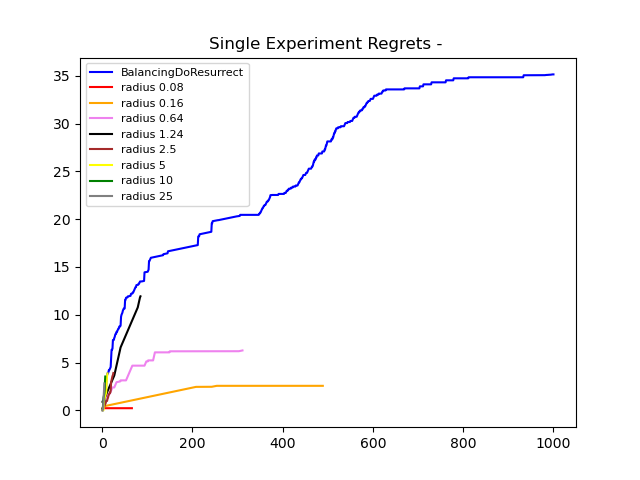 Single Experiment Regrets -
BalancingDoResurrect
radius 0.08
radius 0.16
radius 0.64
radius 1.24
radius 2.5
radius 5
radius 10
radius 25
35
30
25
20
15
10
5
0
0 200 400 600 800 1000